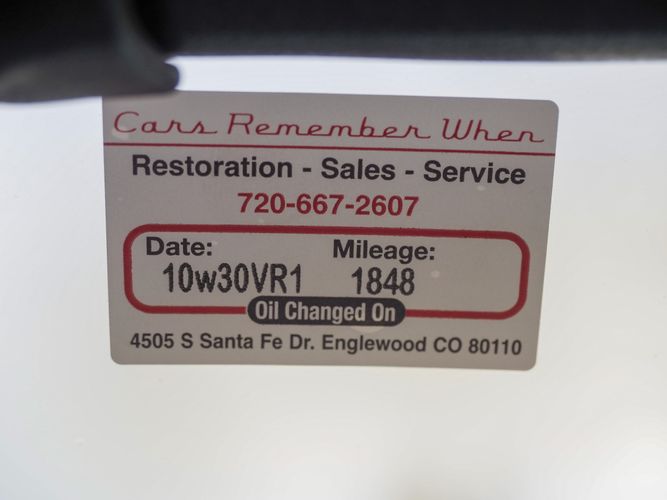 Cars Remember When
Restoration - Sales - Service
720-667-2607
Date: Mileage:
10w30VR1 1848
Oil Changed On
4505 S Santa Fe Dr. Englewood CO 80110